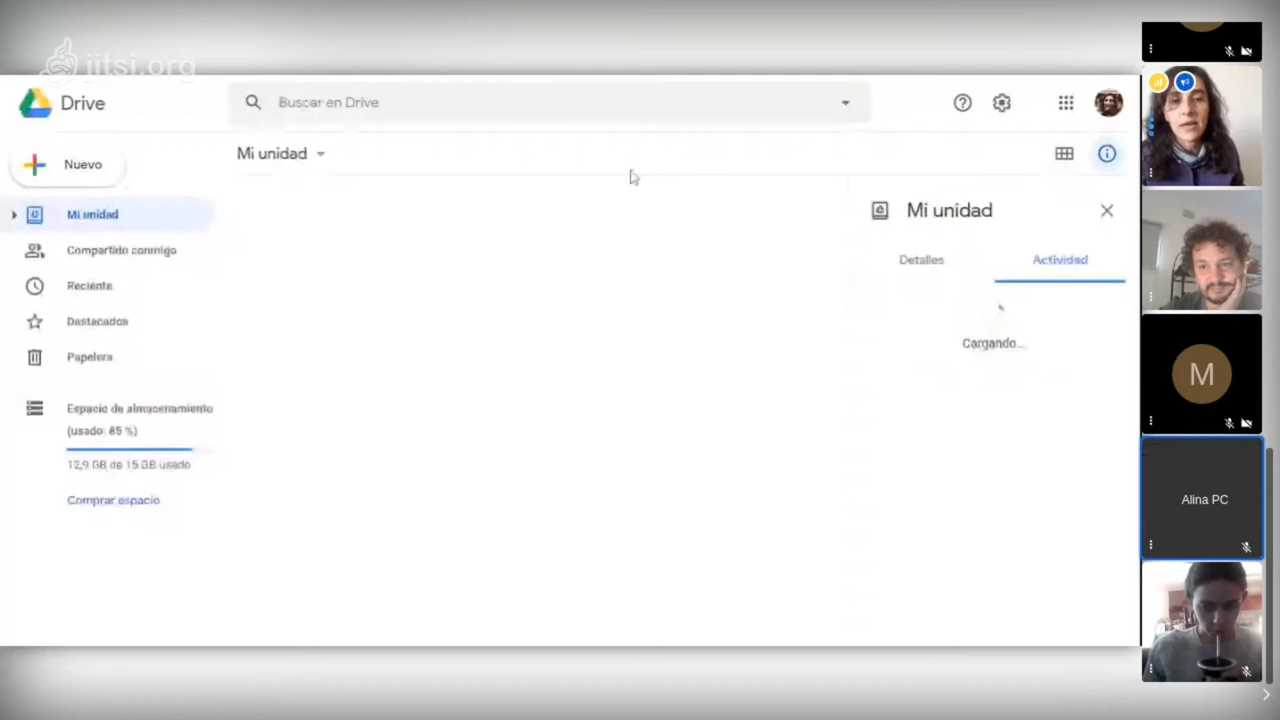 jitsi.org
Drive
Buscar en Drive
Nuevo
Mi unidad
Mi unidad
Compartido conmigo
Reciente
Destacados
Papelera
Espacio de almacenamiento
(usado: 85 %)
12,9 GB de 15 GB usado
Comprar espacio
Mi unidad
Detalles
Actividad
Cargando...
M
Alina PC